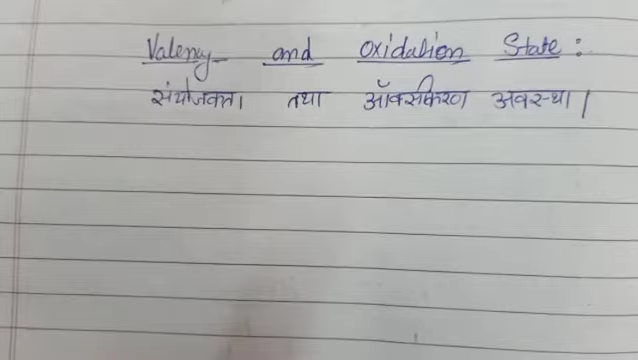 Valency and oxidation State :
संयोजकता तथा ऑक्सीकरण अवस्था।